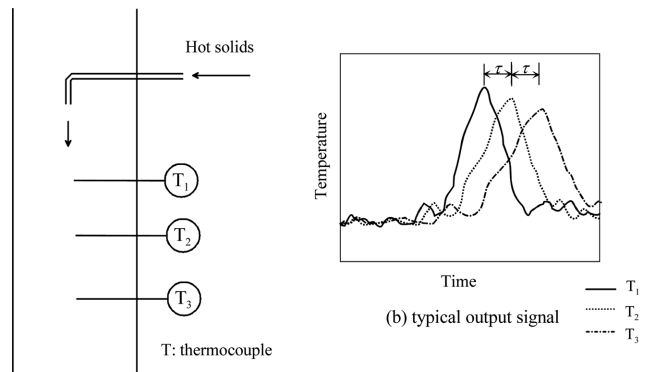 Hot solids
T1
T2
T3
T: thermocouple
τ τ
Temperature
Time
(b) typical output signal
T1
T2
T3